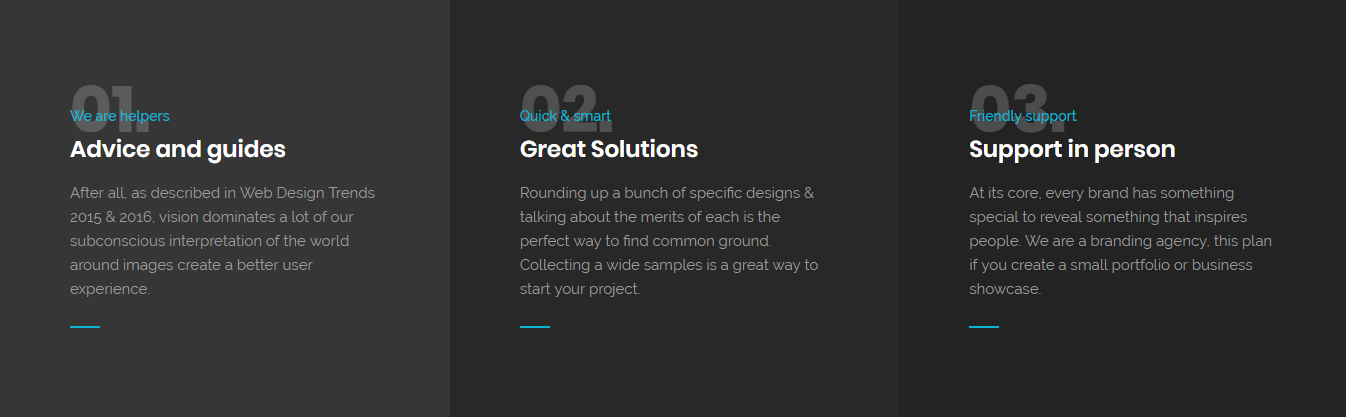 01.
We are helpers
Advice and guides
After all, as described in Web Design Trends
2015 & 2016, vision dominates a lot of our
subconscious interpretation of the world
around images create a better user
experience.
02.
Quick & smart
Great Solutions
Rounding up a bunch of specific designs &
talking about the merits of each is the
perfect way to find common ground.
Collecting a wide samples is a great way to
start your project.
03.
Friendly support
Support in person
At its core, every brand has something
special to reveal something that inspires
people. We are a branding agency, this plan
if you create a small portfolio or business
showcase.